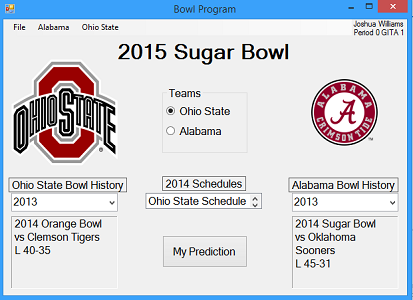 Bowl Program
File Alabama Ohio State
Joshua Williams
Period 0 GITA 1
2015 Sugar Bowl
OHIO STATE
Teams
Ohio State
Alabama
ALABAMA
A
CRIMSON TIDE
Ohio State Bowl History
2013
2014 Orange Bowl
vs Clemson Tigers
L 40-35
2014 Schedules
Ohio State Schedule
My Prediction
Alabama Bowl History
2013
2014 Sugar Bowl
vs Oklahoma
Sooners
L 45-31